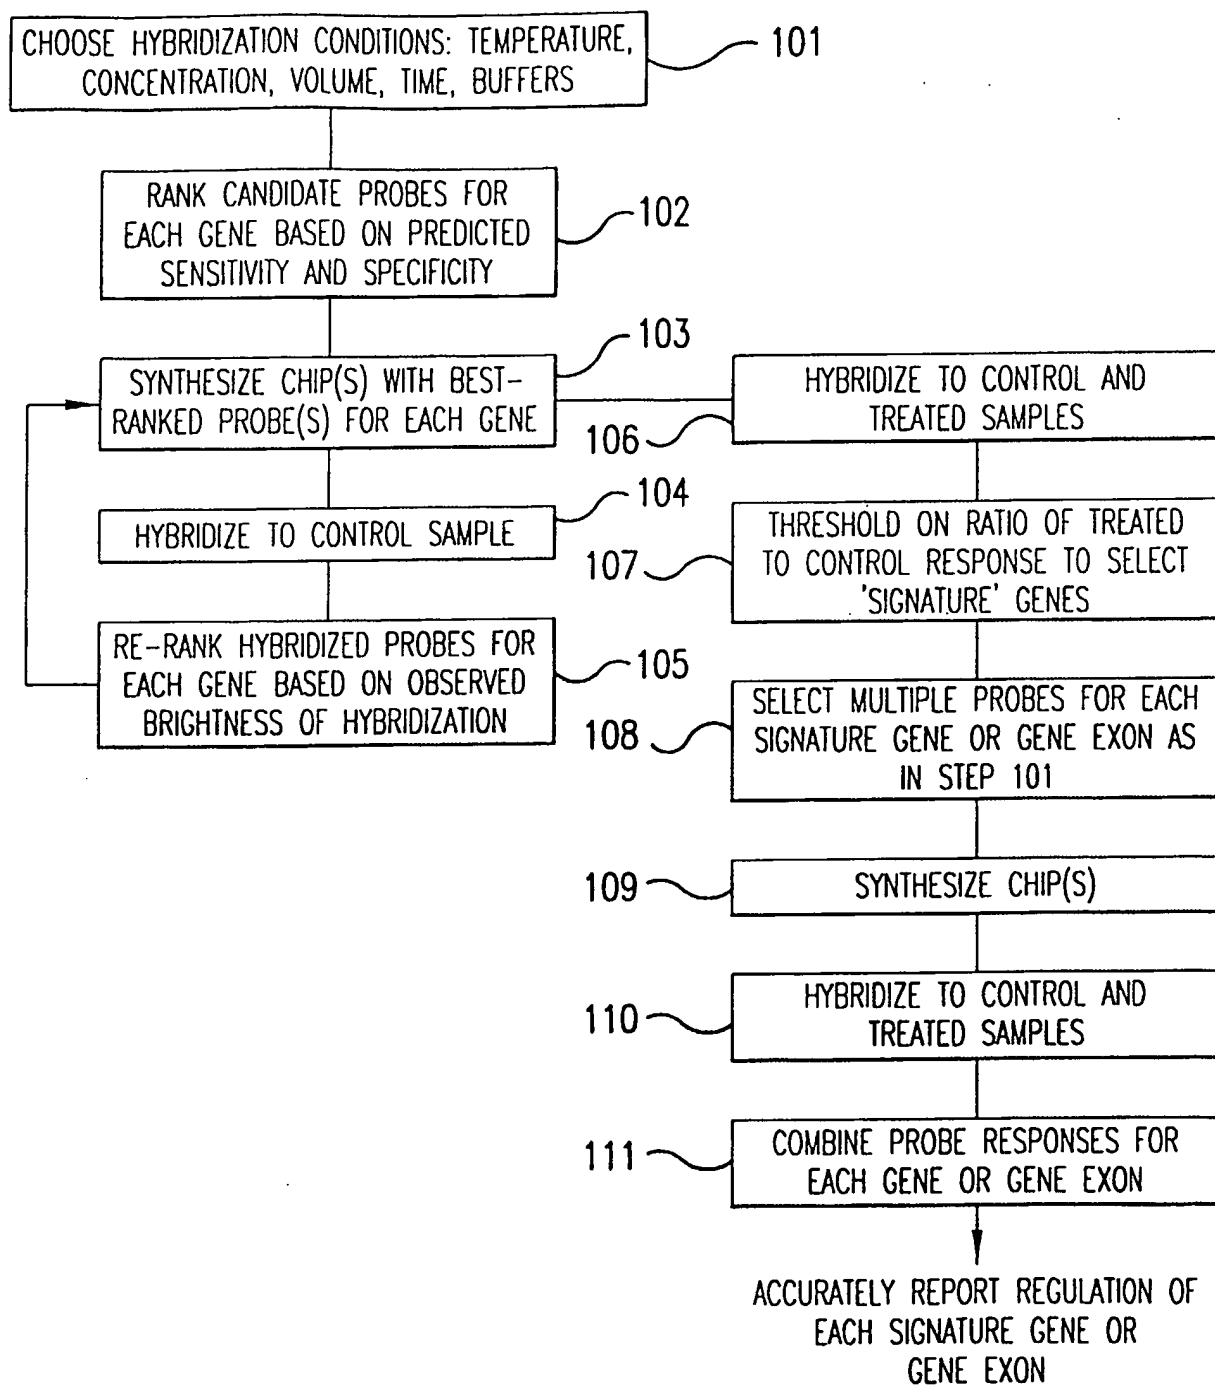 CHOOSE HYBRIDIZATION CONDITIONS: TEMPERATURE,
CONCENTRATION, VOLUME, TIME, BUFFERS
101
RANK CANDIDATE PROBES FOR
EACH GENE BASED ON PREDICTED
SENSITIVITY AND SPECIFICITY
102
SYNTHESIZE CHIP(S) WITH BEST-
RANKED PROBE(S) FOR EACH GENE
103
HYBRIDIZE TO CONTROL SAMPLE
104
RE-RANK HYBRIDIZED PROBES FOR
EACH GENE BASED ON OBSERVED
BRIGHTNESS OF HYBRIDIZATION
105
HYBRIDIZE TO CONTROL AND
TREATED SAMPLES
106
THRESHOLD ON RATIO OF TREATED
TO CONTROL RESPONSE TO SELECT
'SIGNATURE' GENES
107
SELECT MULTIPLE PROBES FOR EACH
SIGNATURE GENE OR GENE EXON AS
IN STEP 101
108
SYNTHESIZE CHIP(S)
109
HYBRIDIZE TO CONTROL AND
TREATED SAMPLES
110
COMBINE PROBE RESPONSES FOR
EACH GENE OR GENE EXON
111
ACCURATELY REPORT REGULATION OF
EACH SIGNATURE GENE OR
GENE EXON